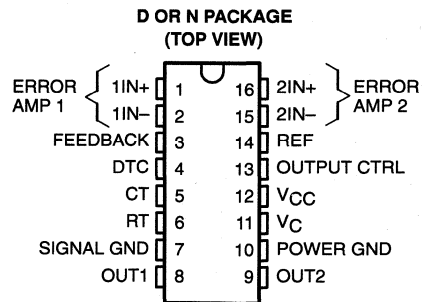 D OR N PACKAGE
(TOP VIEW)
ERROR AMP 1
1IN+ 1 16 2IN+
1IN– 2 15 2IN–
ERROR AMP 2
FEEDBACK 3 14 REF
DTC 4 13 OUTPUT CTRL
CT 5 12 VCC
RT 6 11 VC
SIGNAL GND 7 10 POWER GND
OUT1 8 9 OUT2